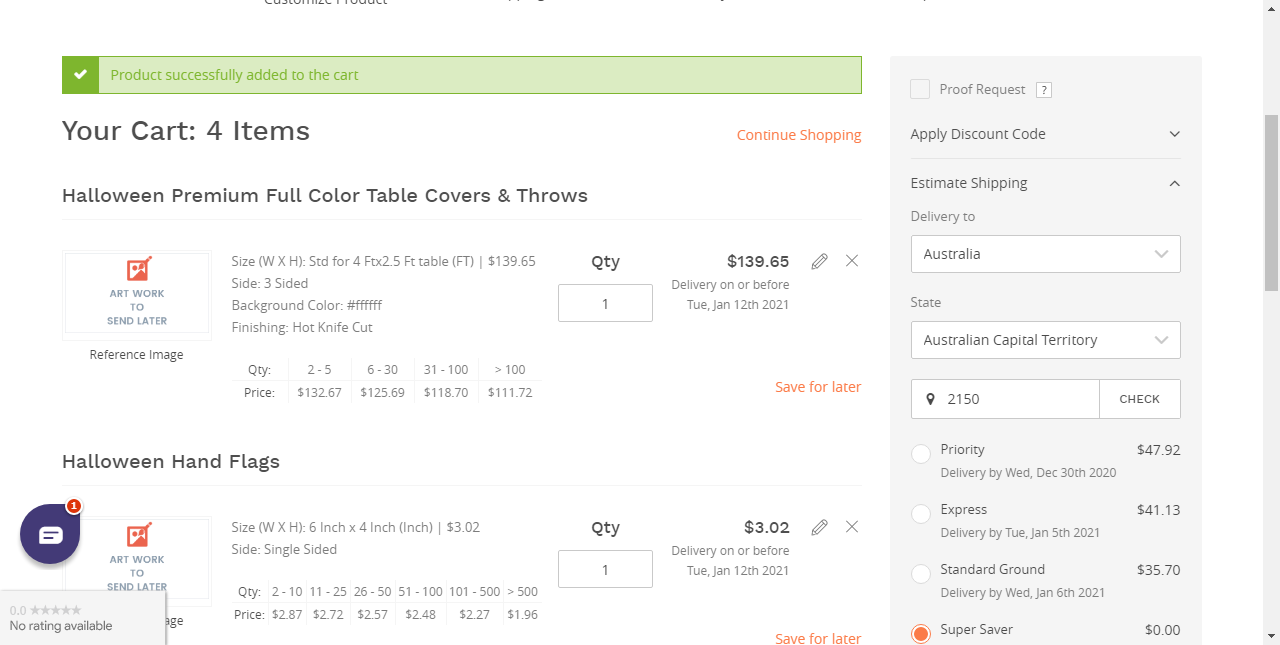 Customize Product
Product successfully added to the cart
Your Cart: 4 Items
Continue Shopping
Halloween Premium Full Color Table Covers & Throws
ART WORK
TO
SEND LATER
Reference Image
Size (W X H): Std for 4 Ftx2.5 Ft table (FT) | $139.65
Side: 3 Sided
Background Color: #ffffff
Finishing: Hot Knife Cut
Qty: 2 - 5 6 - 30 31 - 100 > 100
Price: $132.67 $125.69 $118.70 $111.72
Qty
1
$139.65
Delivery on or before
Tue, Jan 12th 2021
Save for later
Halloween Hand Flags
ART WORK
TO
SEND LATER
Size (W X H): 6 Inch x 4 Inch (Inch) | $3.02
Side: Single Sided
Qty: 2 - 10 11 - 25 26 - 50 51 - 100 101 - 500 > 500
Price: $2.87 $2.72 $2.57 $2.48 $2.27 $1.96
Qty
1
$3.02
Delivery on or before
Tue, Jan 12th 2021
Save for later
1
0.0
No rating available
Proof Request ?
Apply Discount Code
Estimate Shipping
Delivery to
Australia
State
Australian Capital Territory
2150 CHECK
Priority $47.92
Delivery by Wed, Dec 30th 2020
Express $41.13
Delivery by Tue, Jan 5th 2021
Standard Ground $35.70
Delivery by Wed, Jan 6th 2021
Super Saver $0.00